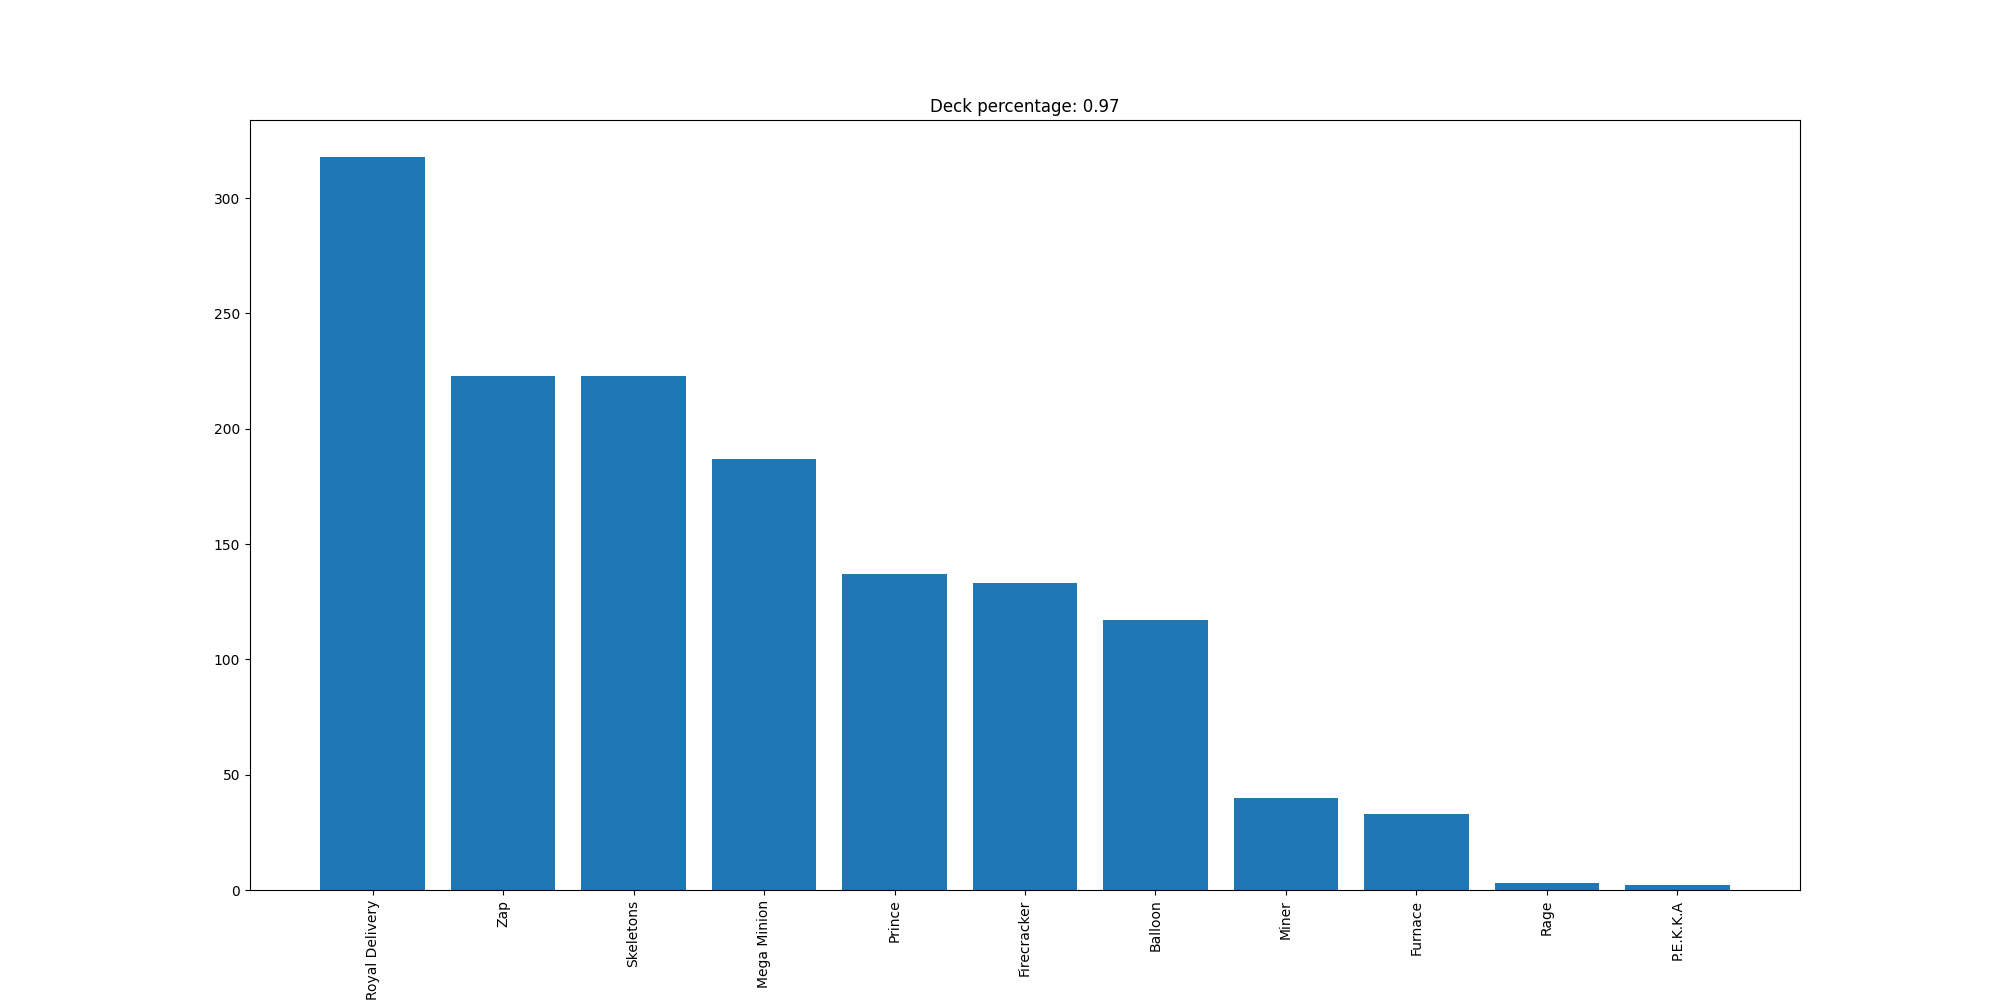 Deck percentage: 0.97
300
250
200
150
100
50
0
Royal Delivery
Zap
Skeletons
Mega Minion
Prince
Firecracker
Balloon
Miner
Furnace
Rage
P.E.K.K.A